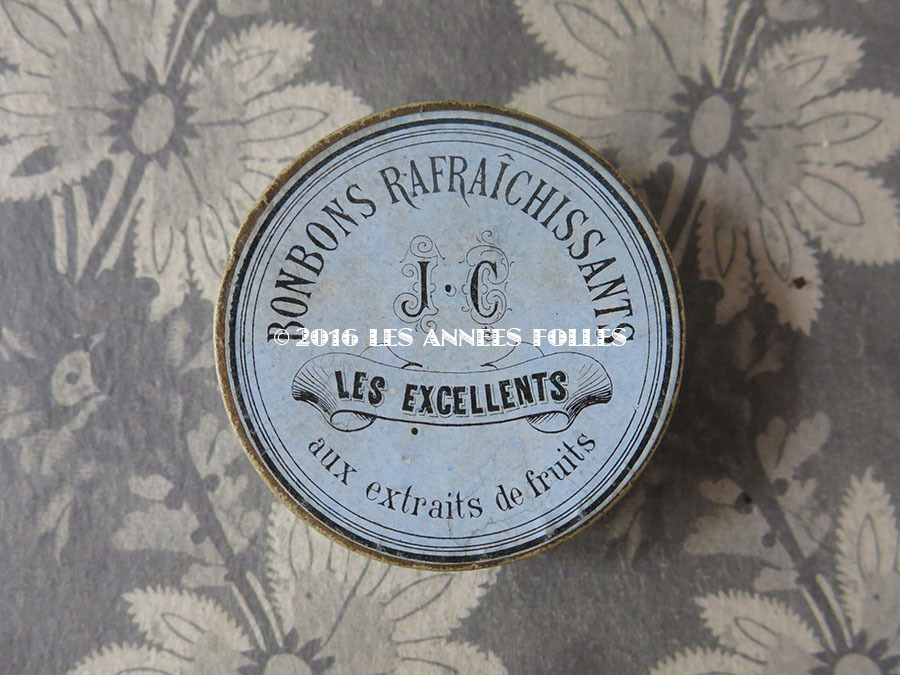 BONBONS RAFRAÎCHISSANTS
J·C
© 2016 LES ANNÉES FOLLES
LES EXCELLENTS
aux extraits de fruits